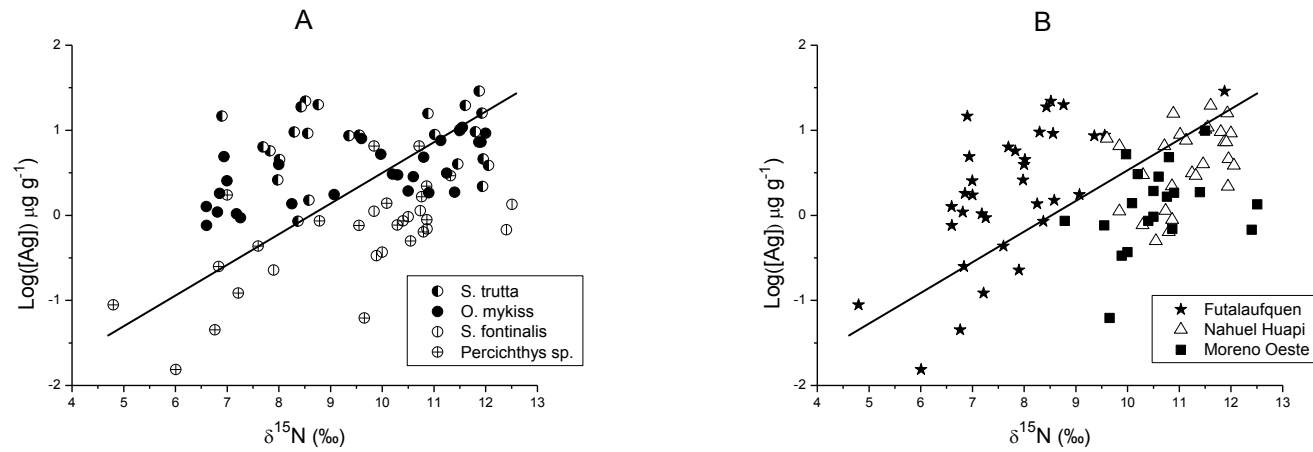 A
Log([Ag]) μg g⁻¹
2
1
0
-1
-2
4 5 6 7 8 9 10 11 12 13
δ¹⁵N (‰)
S. trutta
O. mykiss
S. fontinalis
Percichthys sp.
B
Log([Ag]) μg g⁻¹
2
1
0
-1
-2
4 5 6 7 8 9 10 11 12 13
δ¹⁵N (‰)
Futalaufquen
Nahuel Huapi
Moreno Oeste